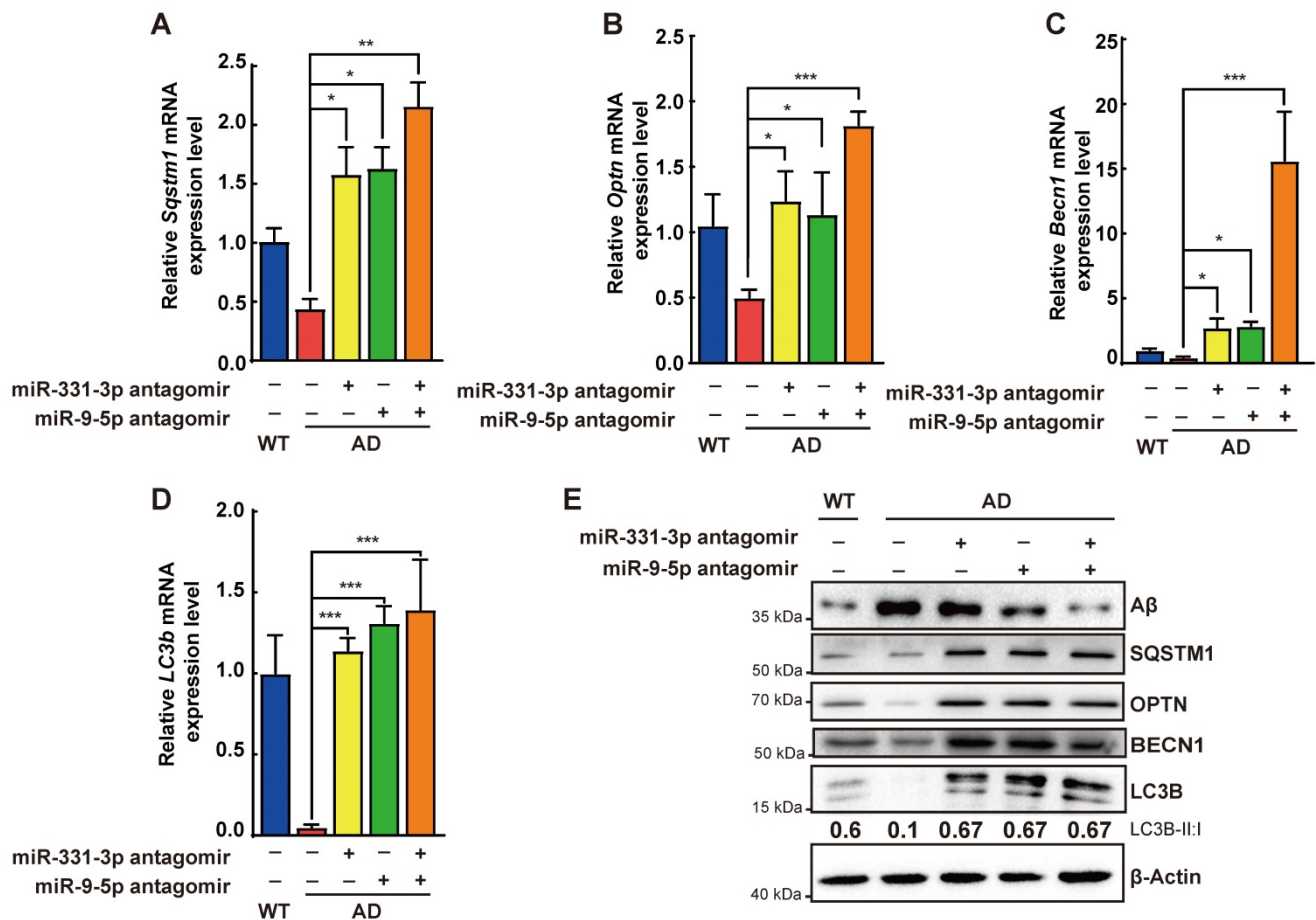 A
Relative Sqstm1 mRNA
expression level
2.5
2.0
1.5
1.0
0.5
0.0
**
*
*
miR-331-3p antagomir – – + – +
miR-9-5p antagomir – – – + +
WT AD
B
Relative Optn mRNA
expression level
2.5
2.0
1.5
1.0
0.5
0.0
***
*
*
miR-331-3p antagomir – – + – +
miR-9-5p antagomir – – – + +
WT AD
C
Relative Becn1 mRNA
expression level
25
20
15
10
5
0
***
*
*
miR-331-3p antagomir – – + – +
miR-9-5p antagomir – – – + +
WT AD
D
Relative LC3b mRNA
expression level
2.0
1.5
1.0
0.5
0.0
***
***
***
miR-331-3p antagomir – – + – +
miR-9-5p antagomir – – – + +
WT AD
E
WT AD
miR-331-3p antagomir – – + – +
miR-9-5p antagomir – – – + +
35 kDa Aβ
50 kDa SQSTM1
70 kDa OPTN
50 kDa BECN1
15 kDa LC3B
0.6 0.1 0.67 0.67 0.67 LC3B-II:I
40 kDa β-Actin